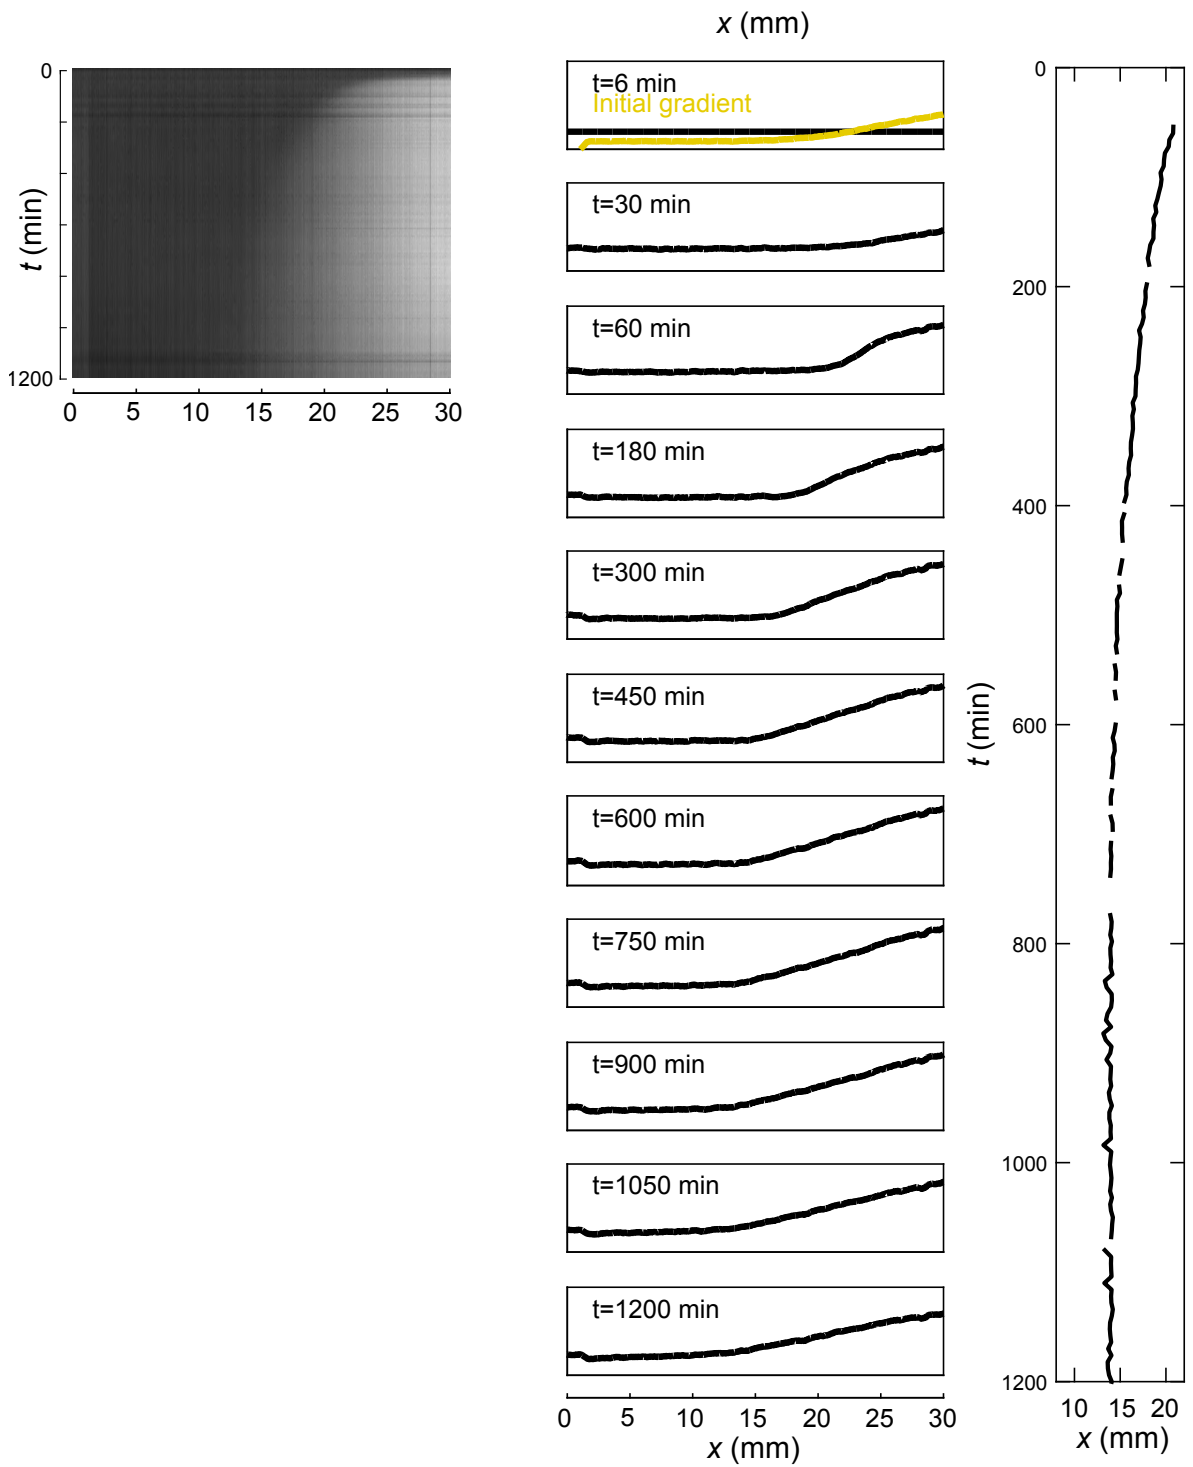 0
t (min)
1200
0 5 10 15 20 25 30
x (mm)
t=6 min
Initial gradient
t=30 min
t=60 min
t=180 min
t=300 min
t=450 min
t=600 min
t=750 min
t=900 min
t=1050 min
t=1200 min
0 5 10 15 20 25 30
x (mm)
0
200
400
600
t (min)
800
1000
1200
10 15 20
x (mm)